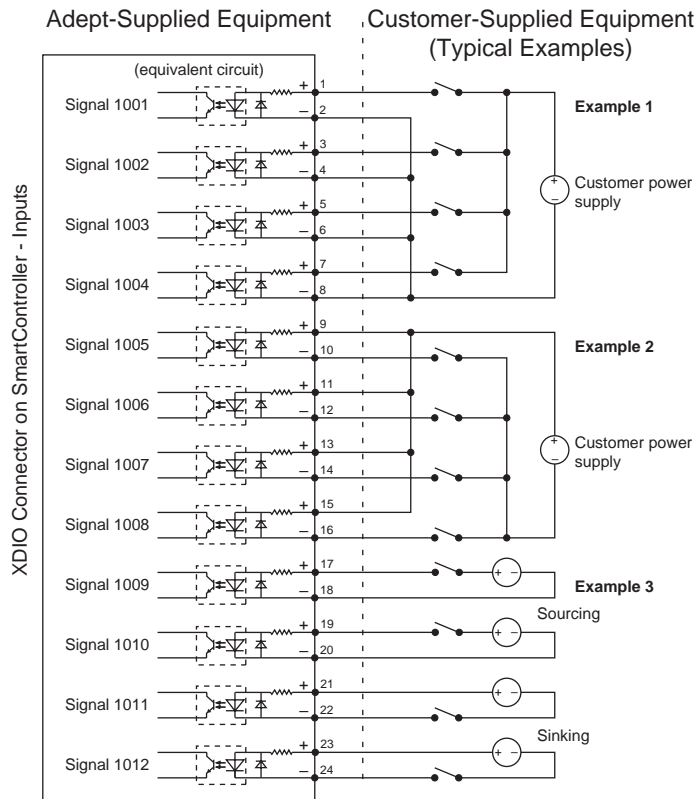 Adept-Supplied Equipment
Customer-Supplied Equipment
(Typical Examples)
XDIO Connector on SmartController - Inputs
(equivalent circuit)
Signal 1001
+ 1
– 2
Example 1
Signal 1002
+ 3
– 4
Customer power
supply
+
–
Signal 1003
+ 5
– 6
Signal 1004
+ 7
– 8
Signal 1005
+ 9
– 10
Example 2
Signal 1006
+ 11
– 12
Signal 1007
+ 13
– 14
Customer power
supply
+
–
Signal 1008
+ 15
– 16
Signal 1009
+ 17
– 18
+ –
Example 3
Sourcing
Signal 1010
+ 19
– 20
+ –
Signal 1011
+ 21
– 22
+ –
Sinking
Signal 1012
+ 23
– 24
+ –